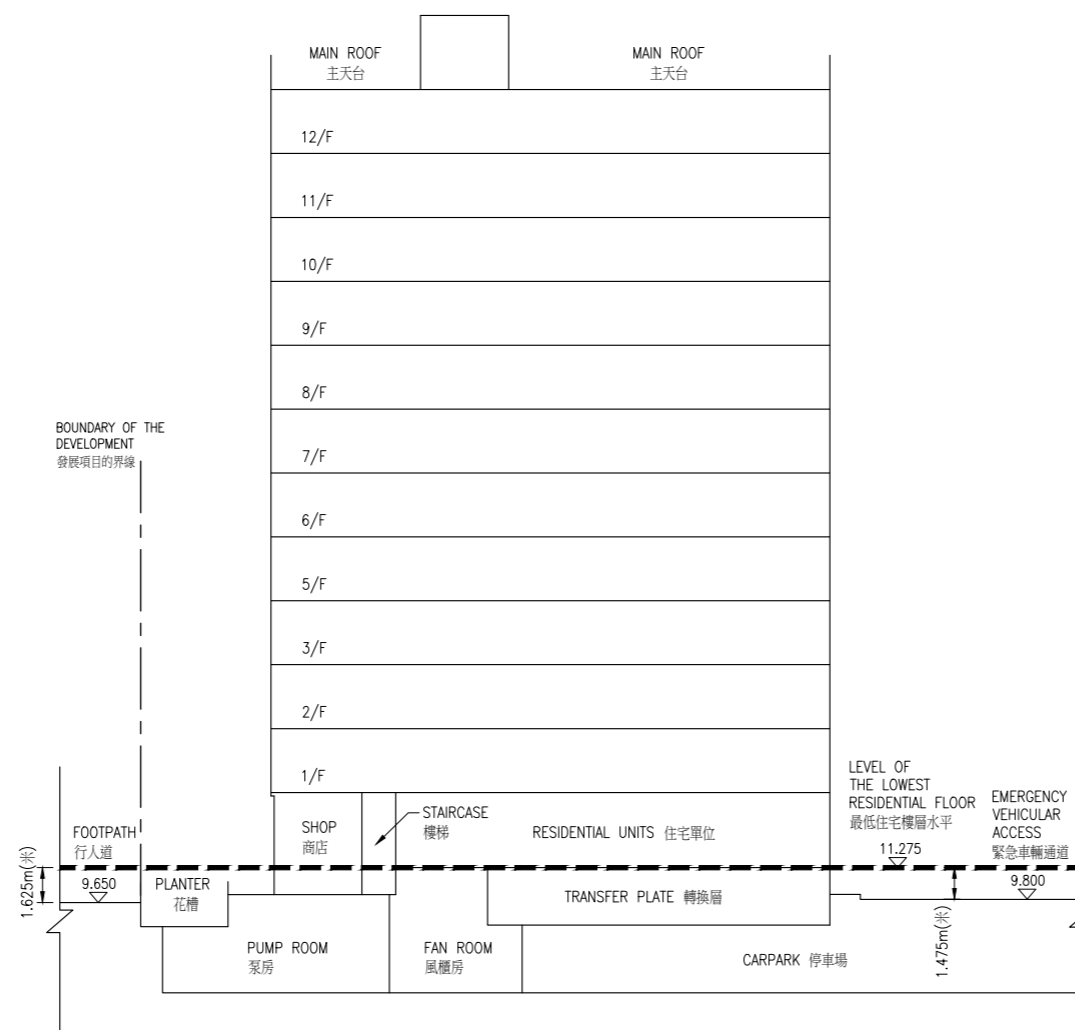 MAIN ROOF
主天台
MAIN ROOF
主天台
12/F
11/F
10/F
9/F
8/F
7/F
BOUNDARY OF THE
DEVELOPMENT
發展項目的界線
6/F
5/F
3/F
2/F
1/F
LEVEL OF
THE LOWEST
RESIDENTIAL FLOOR
最低住宅樓層水平
11.275
EMERGENCY
VEHICULAR
ACCESS
緊急車輛通道
9.800
FOOTPATH
行人道
9.650
1.625m(米)
SHOP
商店
STAIRCASE
樓梯
RESIDENTIAL UNITS 住宅單位
PLANTER
花槽
TRANSFER PLATE 轉換層
1.475m(米)
PUMP ROOM
泵房
FAN ROOM
風櫃房
CARPARK 停車場